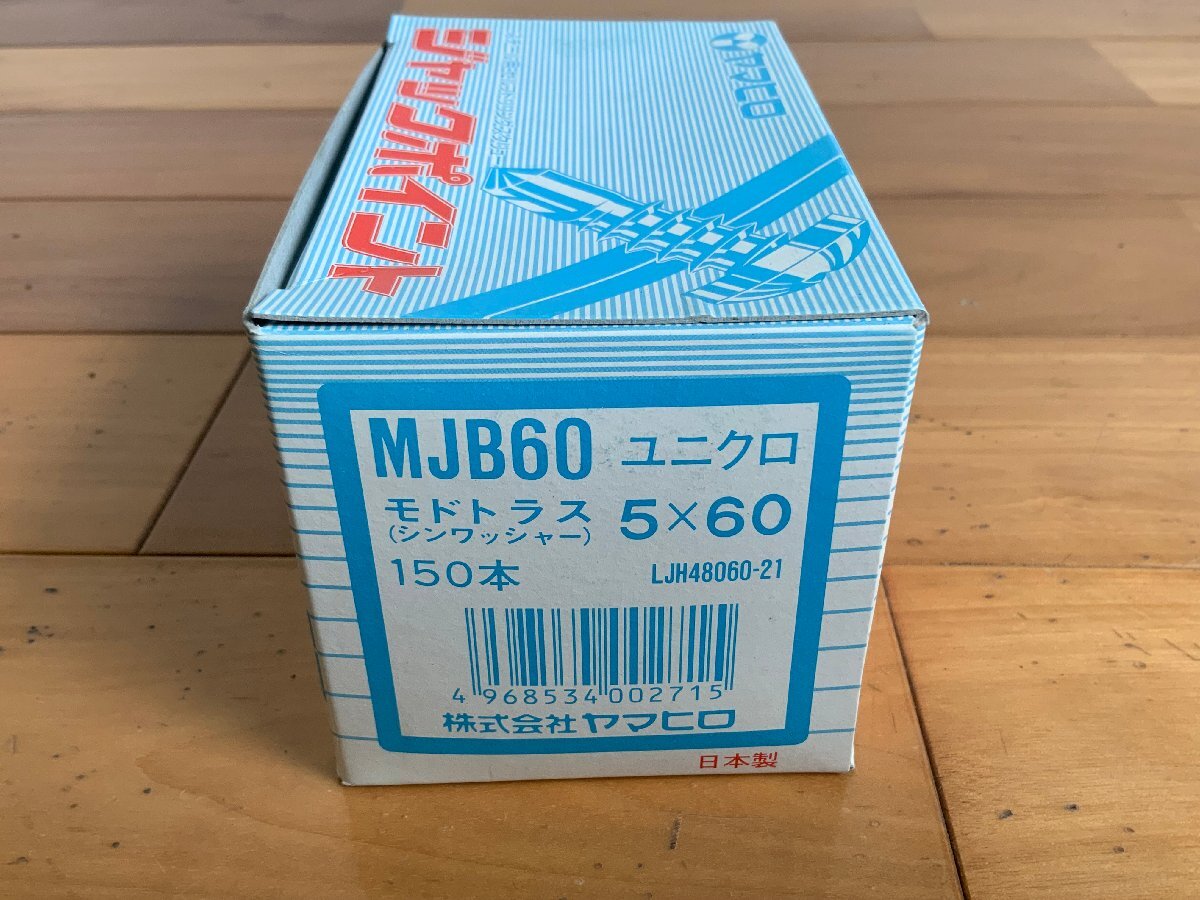 ヤマヒロ
ジャックポイント
MJB60 ユニクロ
モドトラス 5×60
(シンワッシャー)
150本 LJH48060-21
4 968534 002715
株式会社 ヤマヒロ
日本製